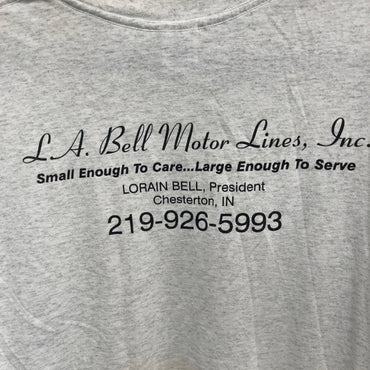 L.A. Bell Motor Lines, Inc.
Small Enough To Care...Large Enough To Serve
LORAIN BELL, President
Chesterton, IN
219-926-5993